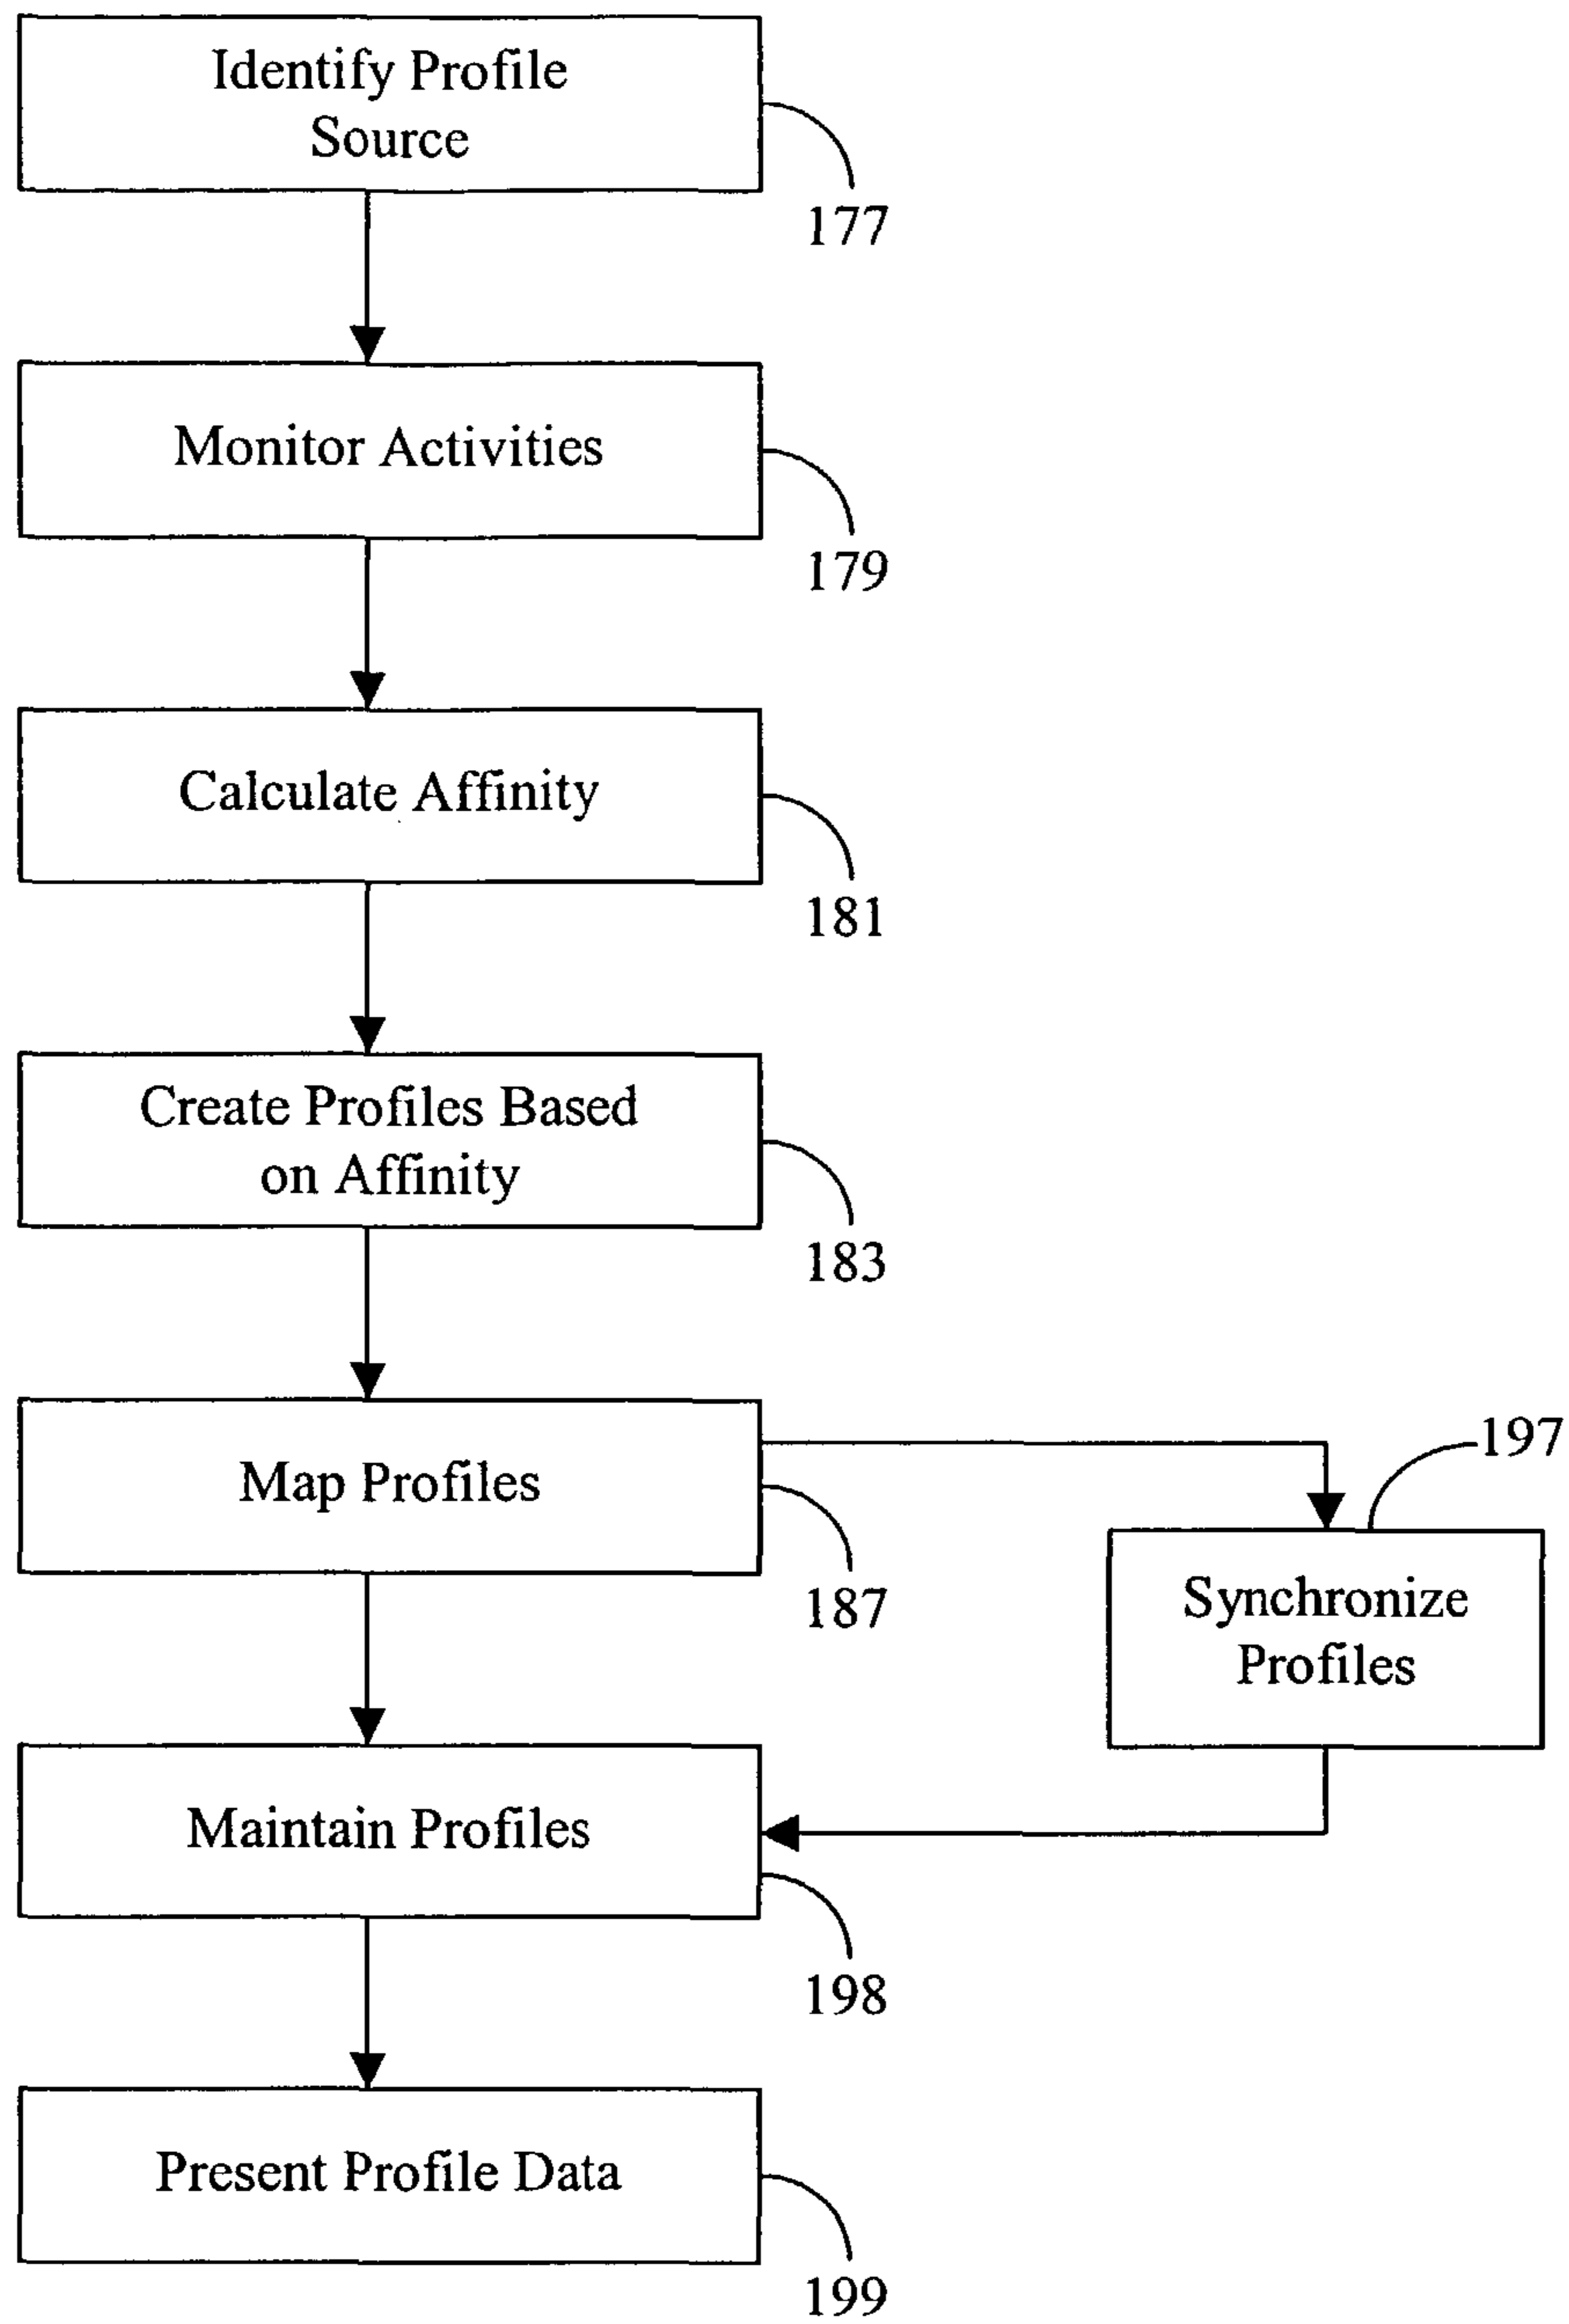 Identify Profile
Source
177
Monitor Activities
179
Calculate Affinity
181
Create Profiles Based
on Affinity
183
Map Profiles
187
197
Synchronize
Profiles
Maintain Profiles
198
Present Profile Data
199